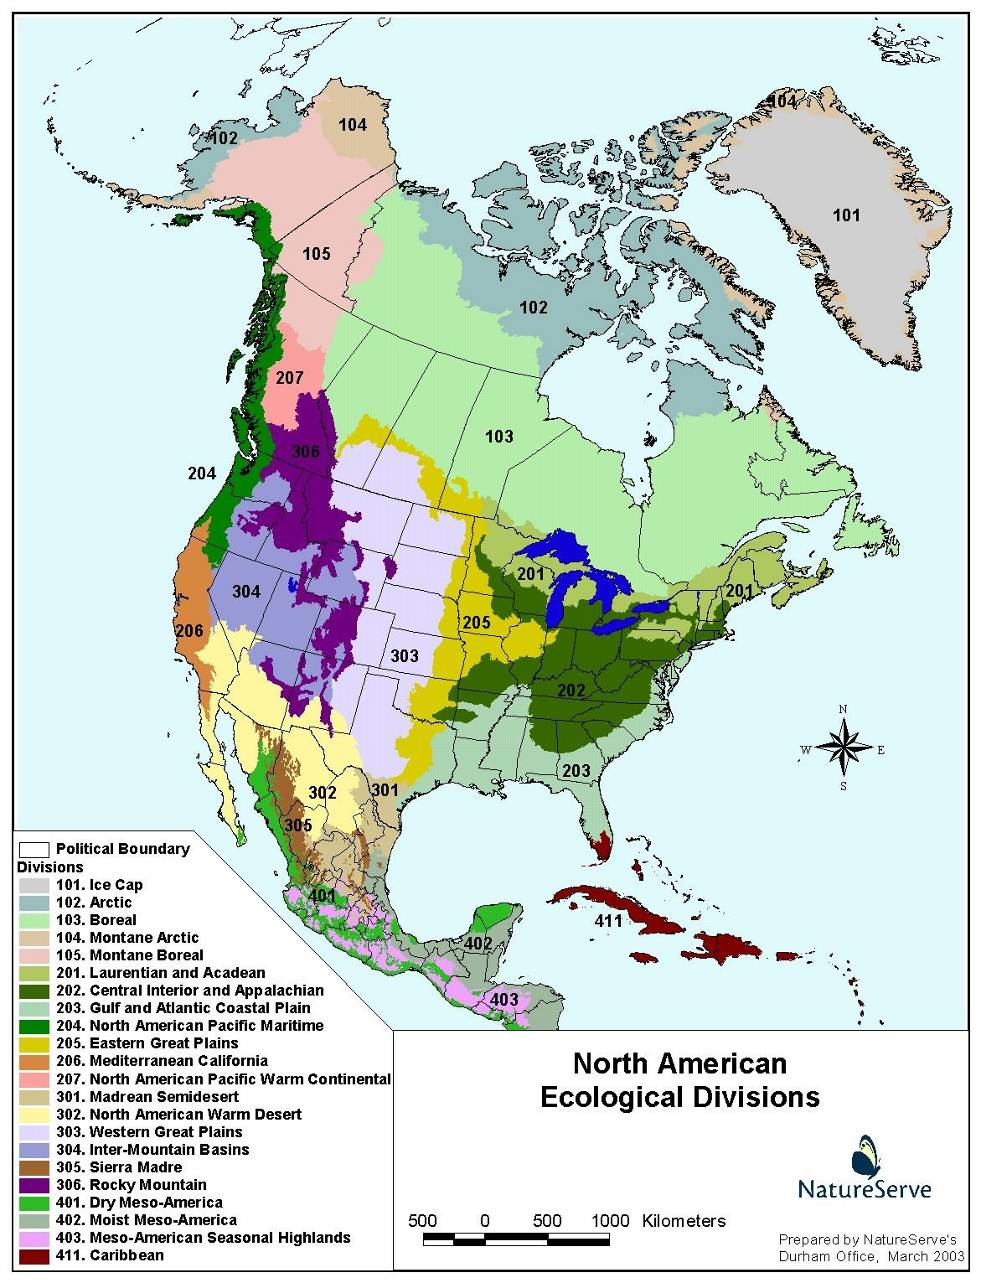 104
104
102
101
105
102
207
103
306
204
201
304
201
205
206
303
202
N
W E
S
203
302
301
305
401
411
402
403
Political Boundary
Divisions
101. Ice Cap
102. Arctic
103. Boreal
104. Montane Arctic
105. Montane Boreal
201. Laurentian and Acadean
202. Central Interior and Appalachian
203. Gulf and Atlantic Coastal Plain
204. North American Pacific Maritime
205. Eastern Great Plains
206. Mediterranean California
207. North American Pacific Warm Continental
301. Madrean Semidesert
302. North American Warm Desert
303. Western Great Plains
304. Inter-Mountain Basins
305. Sierra Madre
306. Rocky Mountain
401. Dry Meso-America
402. Moist Meso-America
403. Meso-American Seasonal Highlands
411. Caribbean
North American
Ecological Divisions
NatureServe
500 0 500 1000 Kilometers
Prepared by NatureServe's
Durham Office, March 2003